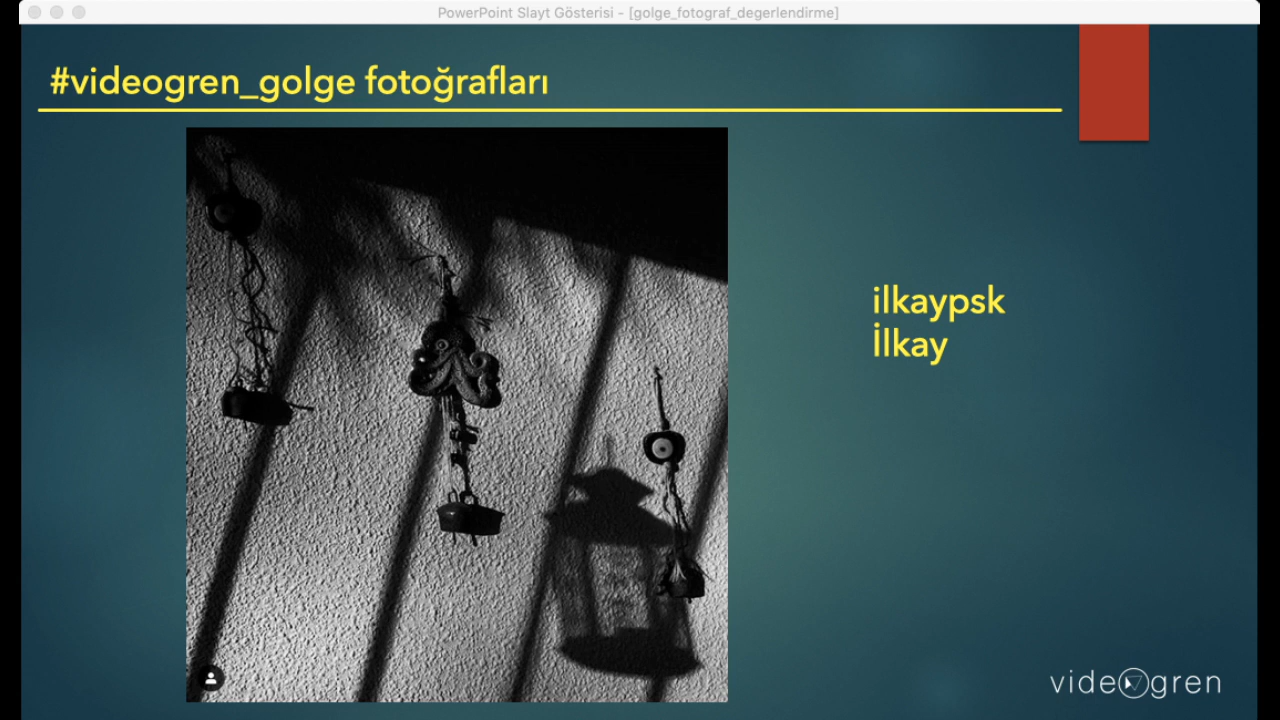 PowerPoint Slayt Gösterisi - [golge_fotograf_degerlendirme]
#videogren_golge fotoğrafları
ilkaypsk
İlkay
videogren